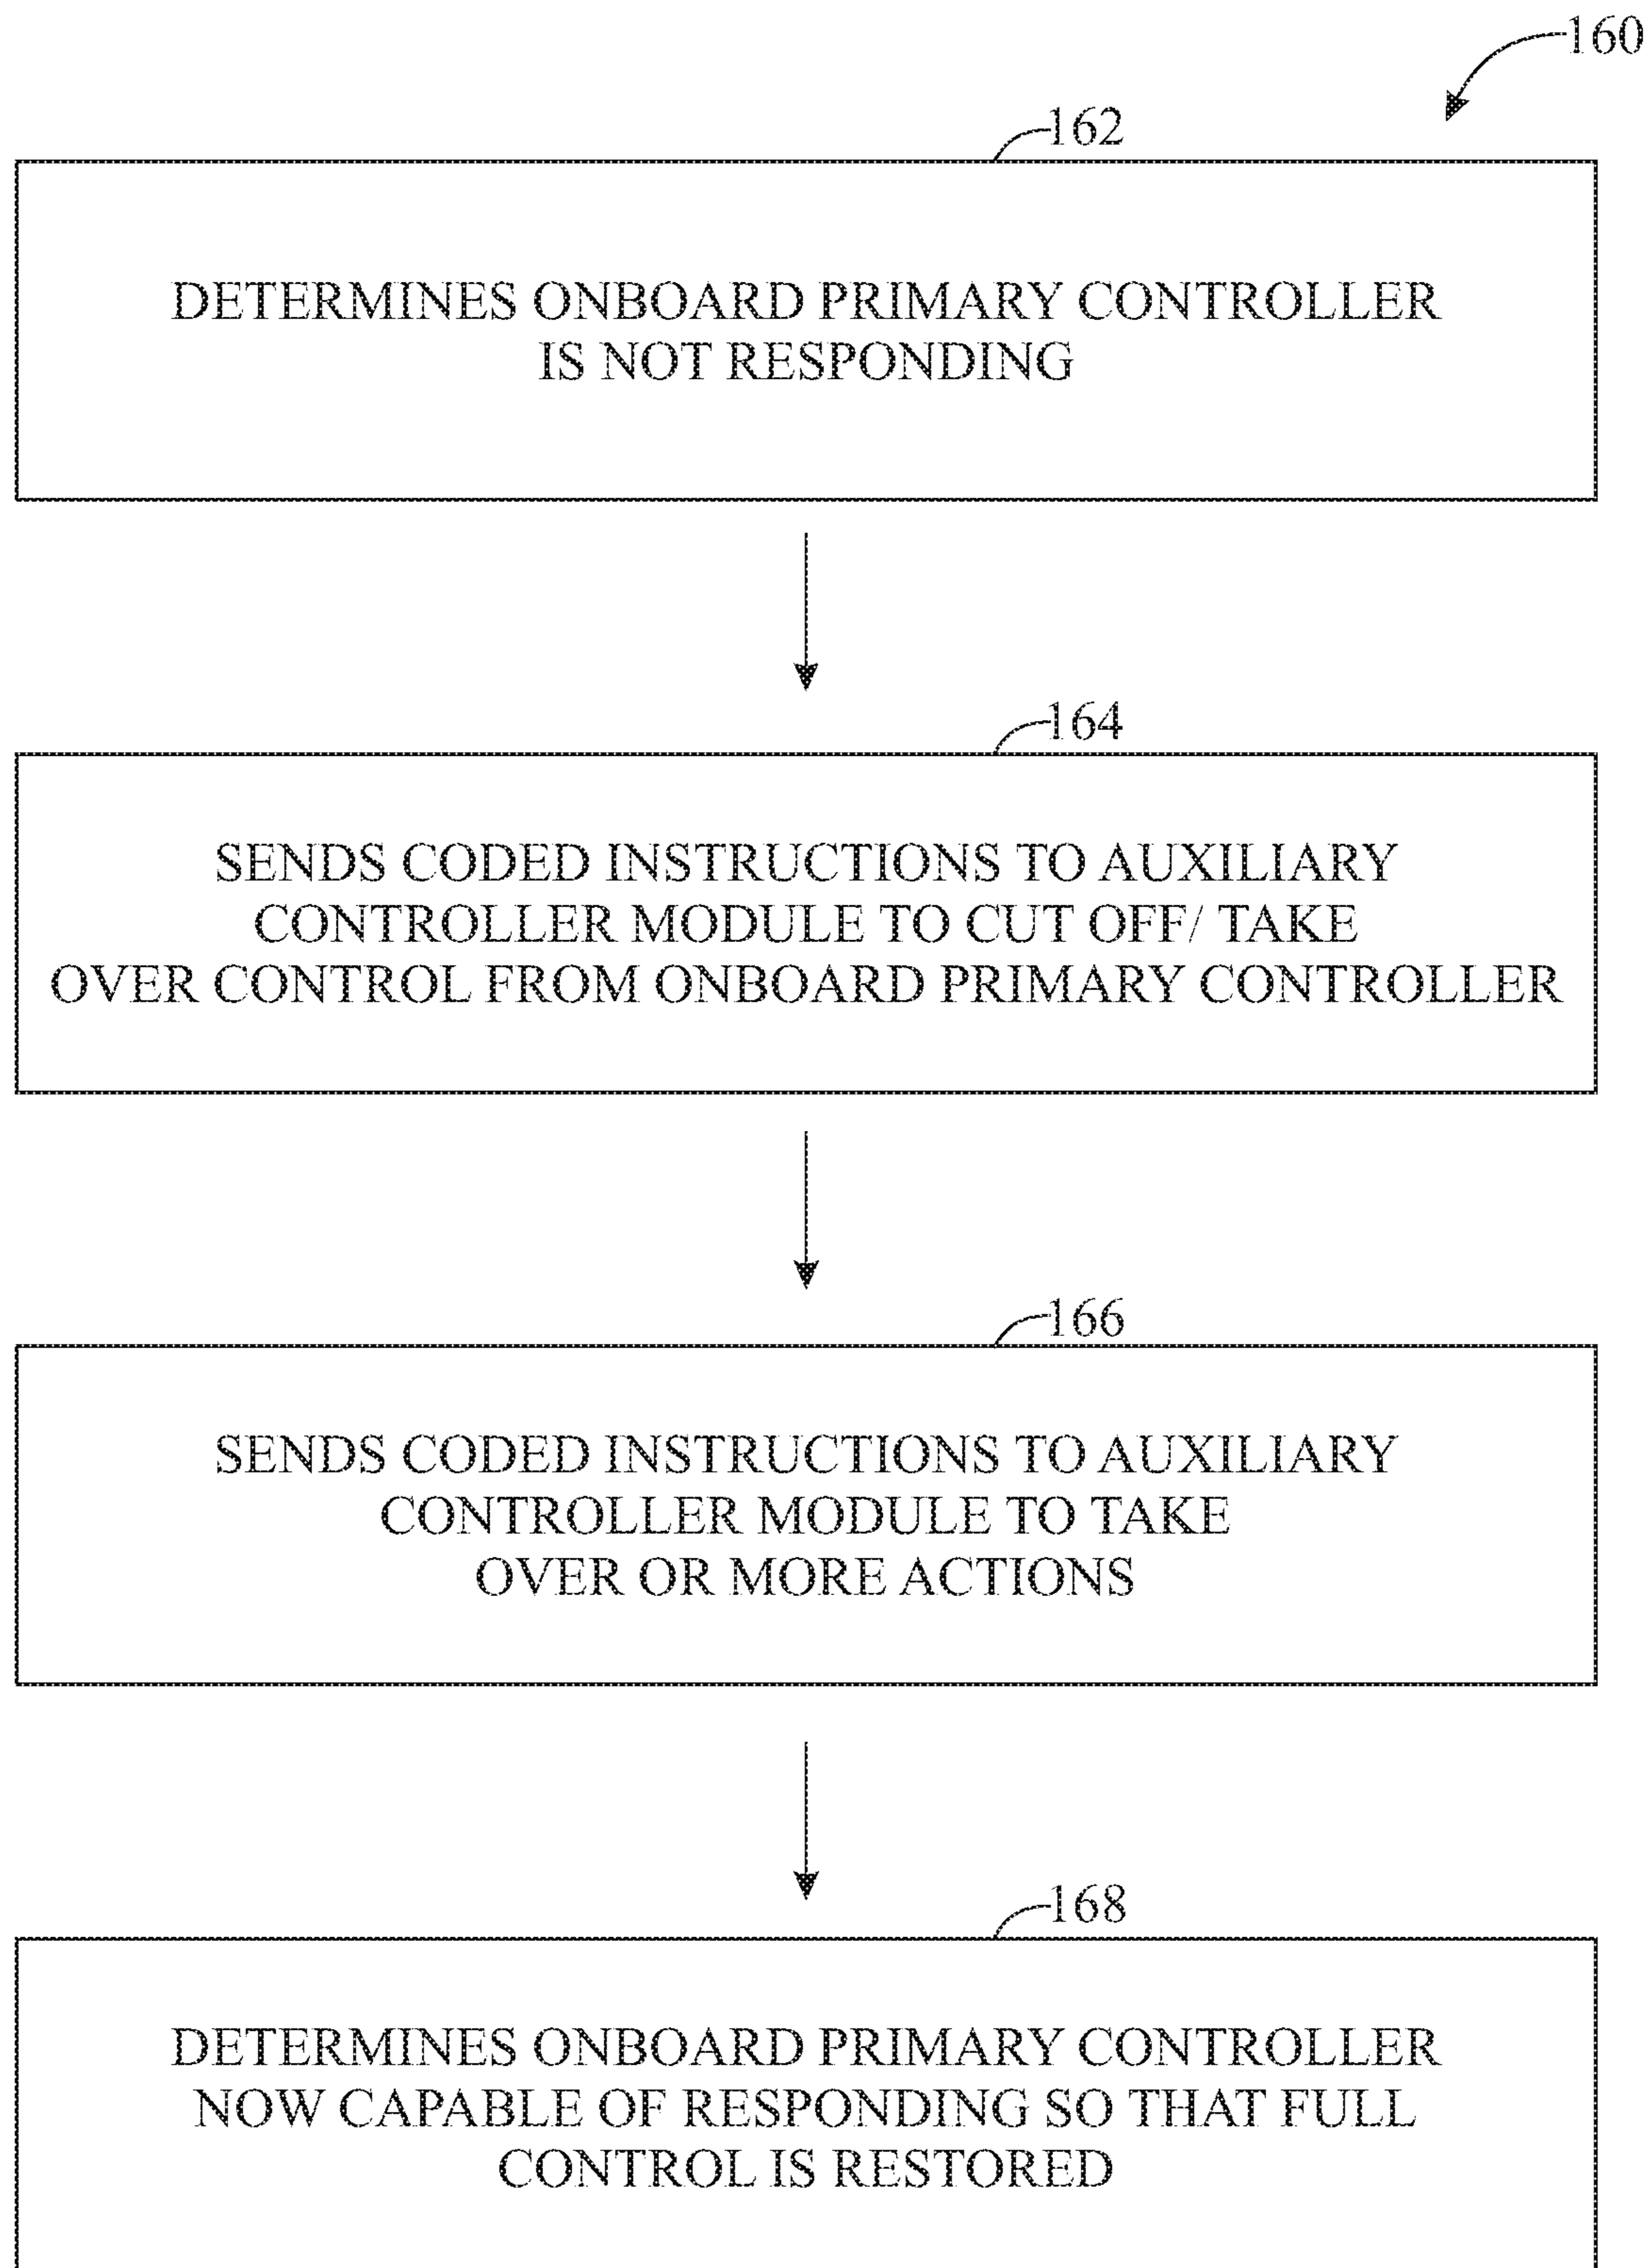 160
162
DETERMINES ONBOARD PRIMARY CONTROLLER
IS NOT RESPONDING
164
SENDS CODED INSTRUCTIONS TO AUXILIARY
CONTROLLER MODULE TO CUT OFF/ TAKE
OVER CONTROL FROM ONBOARD PRIMARY CONTROLLER
166
SENDS CODED INSTRUCTIONS TO AUXILIARY
CONTROLLER MODULE TO TAKE
OVER OR MORE ACTIONS
168
DETERMINES ONBOARD PRIMARY CONTROLLER
NOW CAPABLE OF RESPONDING SO THAT FULL
CONTROL IS RESTORED